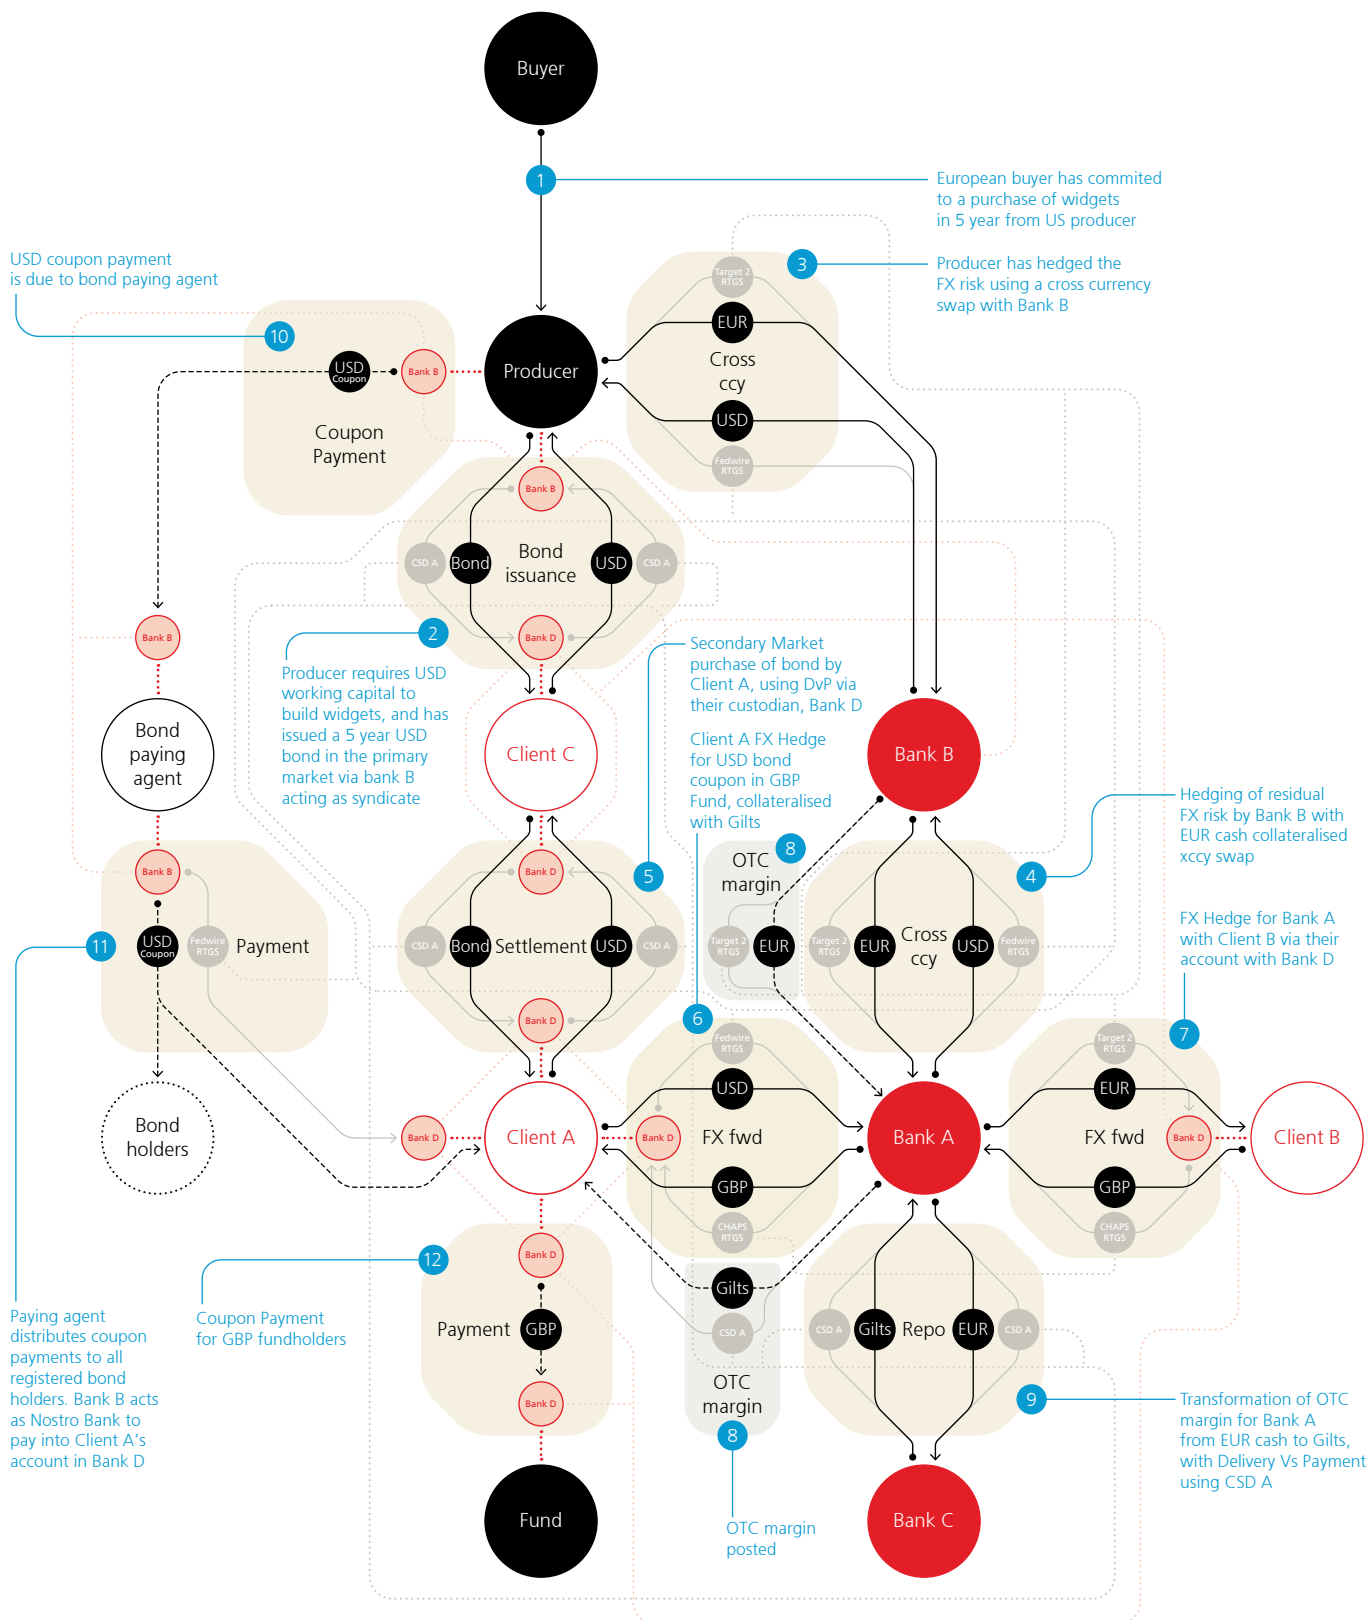 Buyer
1
European buyer has commited
to a purchase of widgets
in 5 year from US producer
USD coupon payment
is due to bond paying agent
3
Producer has hedged the
FX risk using a cross currency
swap with Bank B
Target 2
RTGS
EUR
Cross
ccy
USD
Fedwire
RTGS
10
USD
Coupon
Bank B
Coupon
Payment
Producer
Bank B
CSD A
Bond
Bond
issuance
USD
CSD A
Bank D
2
Producer requires USD
working capital to
build widgets, and has
issued a 5 year USD
bond in the primary
market via bank B
acting as syndicate
Bank B
Bond
paying
agent
Client C
Secondary Market
purchase of bond by
Client A, using DvP via
their custodian, Bank D
Client A FX Hedge
for USD bond
coupon in GBP
Fund, collateralised
with Gilts
Bank B
Hedging of residual
FX risk by Bank B with
EUR cash collateralised
xccy swap
8
OTC
margin
Target 2
RTGS
EUR
4
Target 2
RTGS
EUR
Cross
ccy
USD
Fedwire
RTGS
5
Bank D
CSD A
Bond
Settlement
USD
CSD A
Bank D
Bank B
11
USD
Coupon
Fedwire
RTGS
Payment
FX Hedge for Bank A
with Client B via their
account with Bank D
6
Fedwire
RTGS
USD
Bank D
FX fwd
GBP
CHAPS
RTGS
7
Target 2
RTGS
EUR
FX fwd
Bank D
GBP
CHAPS
RTGS
Bond
holders
Bank D
Client A
Bank A
Client B
12
Bank D
Payment
GBP
Bank D
Gilts
CSD A
OTC
margin
8
CSD A
Gilts
Repo
EUR
CSD A
9
Paying agent
distributes coupon
payments to all
registered bond
holders. Bank B acts
as Nostro Bank to
pay into Client A’s
account in Bank D
Coupon Payment
for GBP fundholders
Transformation of OTC
margin for Bank A
from EUR cash to Gilts,
with Delivery Vs Payment
using CSD A
Fund
OTC margin
posted
Bank C